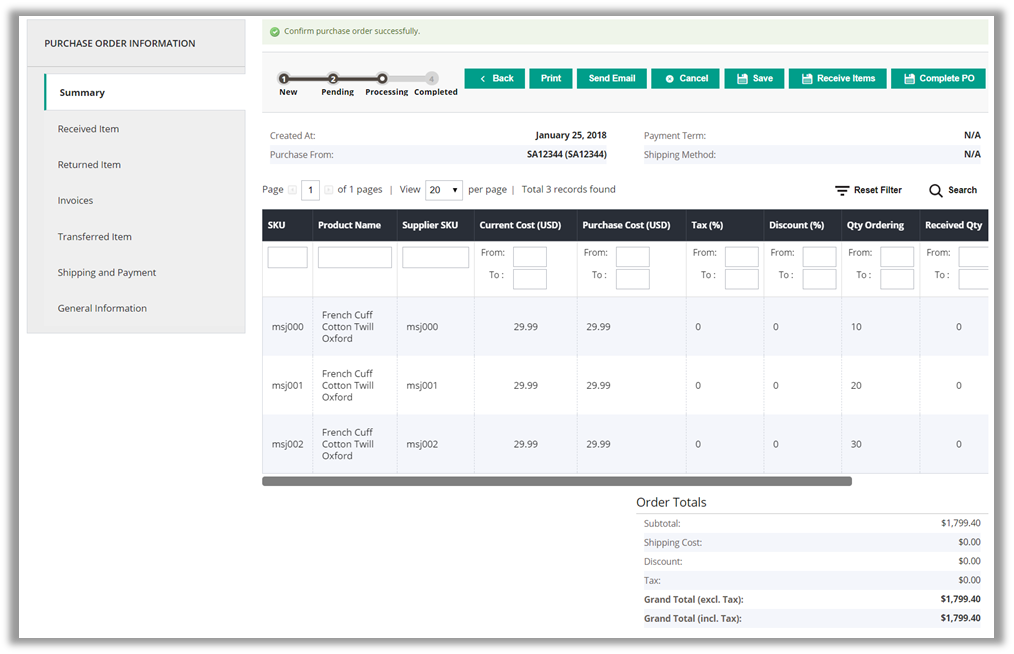 PURCHASE ORDER INFORMATION
Summary
Received Item
Returned Item
Invoices
Transferred Item
Shipping and Payment
General Information
Confirm purchase order successfully.
1 2 4
New Pending Processing Completed
Back Print Send Email Cancel Save Receive Items Complete PO
Created At: January 25, 2018 Payment Term: N/A
Purchase From: SA12344 (SA12344) Shipping Method: N/A
Page 1 of 1 pages | View 20 per page | Total 3 records found Reset Filter Search
SKU Product Name Supplier SKU Current Cost (USD) Purchase Cost (USD) Tax (%) Discount (%) Qty Ordering Received Qty
From: From: From: From: From: From:
To : To : To : To : To : To :
msj000 French Cuff Cotton Twill Oxford msj000 29.99 29.99 0 0 10 0
msj001 French Cuff Cotton Twill Oxford msj001 29.99 29.99 0 0 20 0
msj002 French Cuff Cotton Twill Oxford msj002 29.99 29.99 0 0 30 0
Order Totals
Subtotal: $1,799.40
Shipping Cost: $0.00
Discount: $0.00
Tax: $0.00
Grand Total (excl. Tax): $1,799.40
Grand Total (incl. Tax): $1,799.40